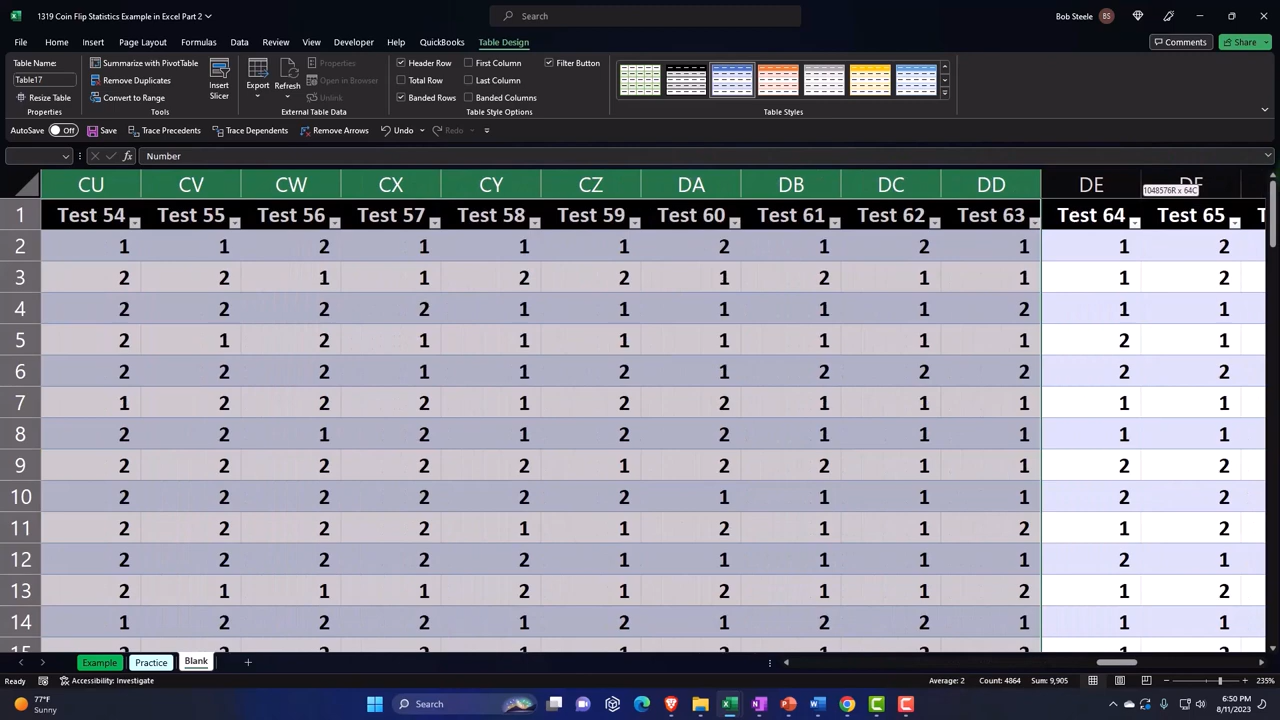 1319 Coin Flip Statistics Example in Excel Part 2
Search
Bob Steele
BS
File Home Insert Page Layout Formulas Data Review View Developer Help QuickBooks Table Design
Comments
Share
Table Name:
Table17
Resize Table
Properties
Summarize with PivotTable
Remove Duplicates
Convert to Range
Tools
Insert Slicer
Export
Refresh
Properties
Open in Browser
Unlink
External Table Data
Header Row First Column Filter Button
Total Row Last Column
Banded Rows Banded Columns
Table Style Options
Table Styles
AutoSave Off Save Trace Precedents Trace Dependents Remove Arrows Undo Redo
fx Number
CU CV CW CX CY CZ DA DB DC DD DE DF
1048576R x 64C
1 Test 54 Test 55 Test 56 Test 57 Test 58 Test 59 Test 60 Test 61 Test 62 Test 63 Test 64 Test 65
2 1 1 2 1 1 1 2 1 2 1 1 2
3 2 2 1 1 2 2 1 2 1 1 1 2
4 2 2 2 2 1 1 1 1 1 2 1 1
5 2 1 2 1 1 1 1 1 1 1 2 1
6 2 2 2 1 1 2 1 2 2 2 2 2
7 1 2 2 2 1 2 2 1 1 1 1 1
8 2 2 1 2 1 2 2 1 1 1 1 1
9 2 2 2 2 2 1 2 2 1 1 2 2
10 2 2 2 2 2 2 1 1 1 1 2 2
11 2 2 2 2 1 1 2 1 1 1 1 2
12 2 2 2 2 2 1 1 1 1 1 2 1
13 2 1 1 1 2 1 2 1 1 2 1 2
14 1 2 2 2 1 2 1 2 2 1 1 1
Example Practice Blank
Ready Accessibility: Investigate Average: 2 Count: 4864 Sum: 9,905 235%
77°F
Sunny
Search
6:50 PM
8/11/2023